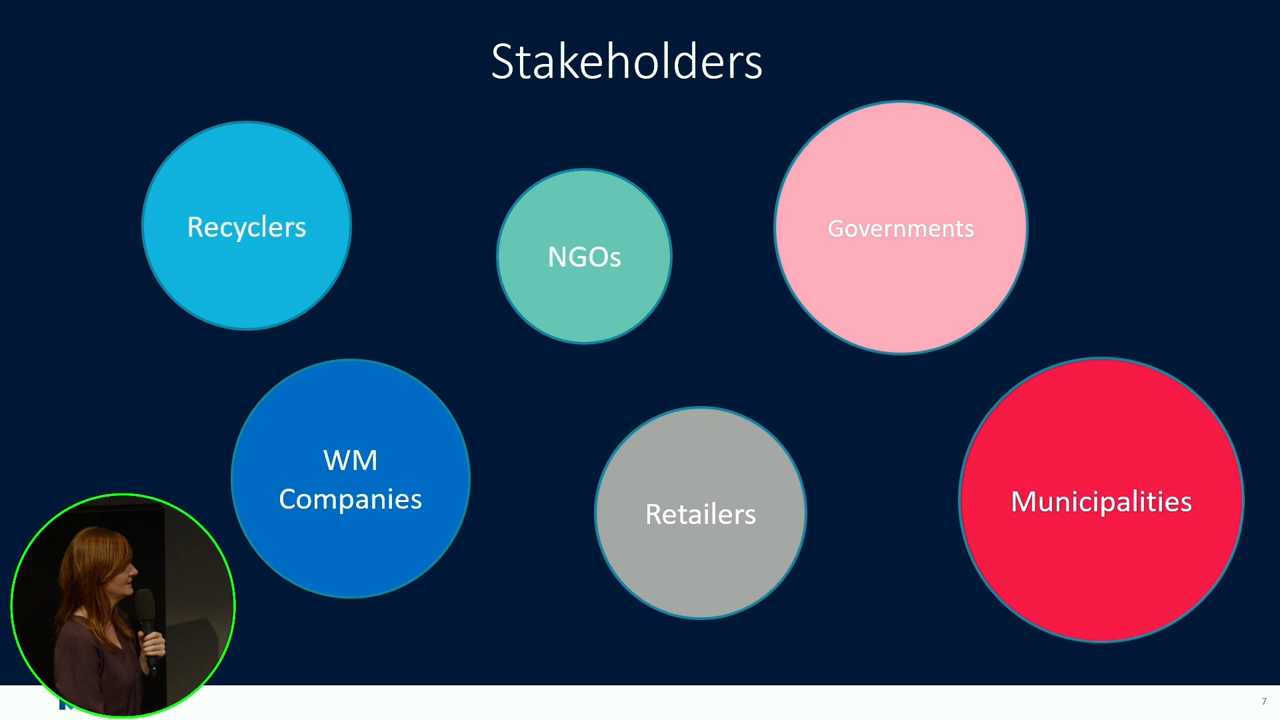 Stakeholders
Recyclers
NGOs
Governments
WM
Companies
Retailers
Municipalities
7